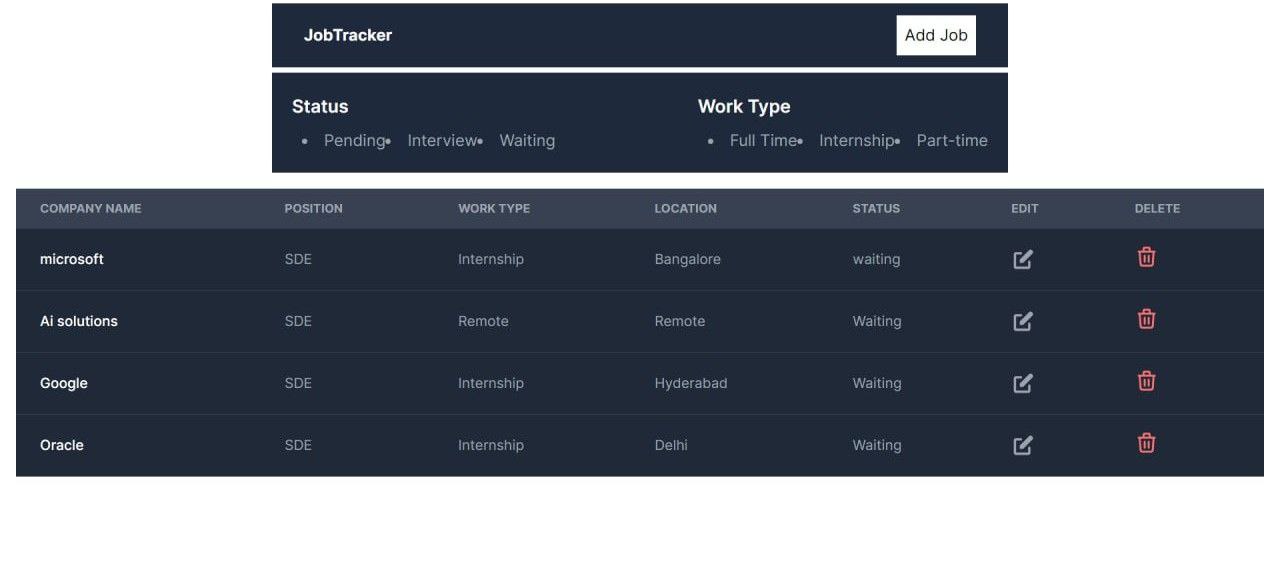 JobTracker Add Job
Status Work Type
• Pending • Interview • Waiting • Full Time • Internship • Part-time
COMPANY NAME POSITION WORK TYPE LOCATION STATUS EDIT DELETE
microsoft SDE Internship Bangalore waiting
Ai solutions SDE Remote Remote Waiting
Google SDE Internship Hyderabad Waiting
Oracle SDE Internship Delhi Waiting